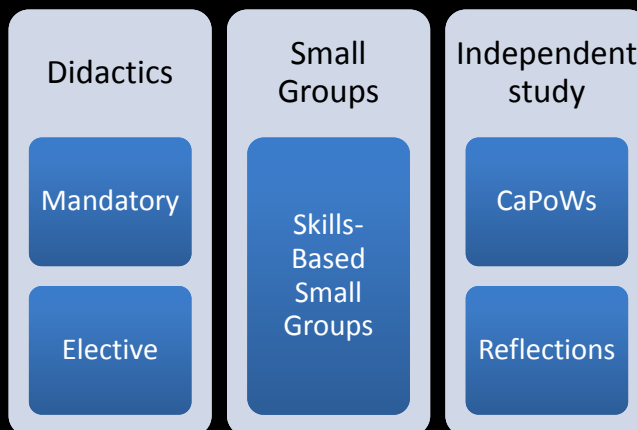 Didactics
Mandatory
Elective
Small
Groups
Skills-
Based
Small
Groups
Independent
study
CaPoWs
Reflections